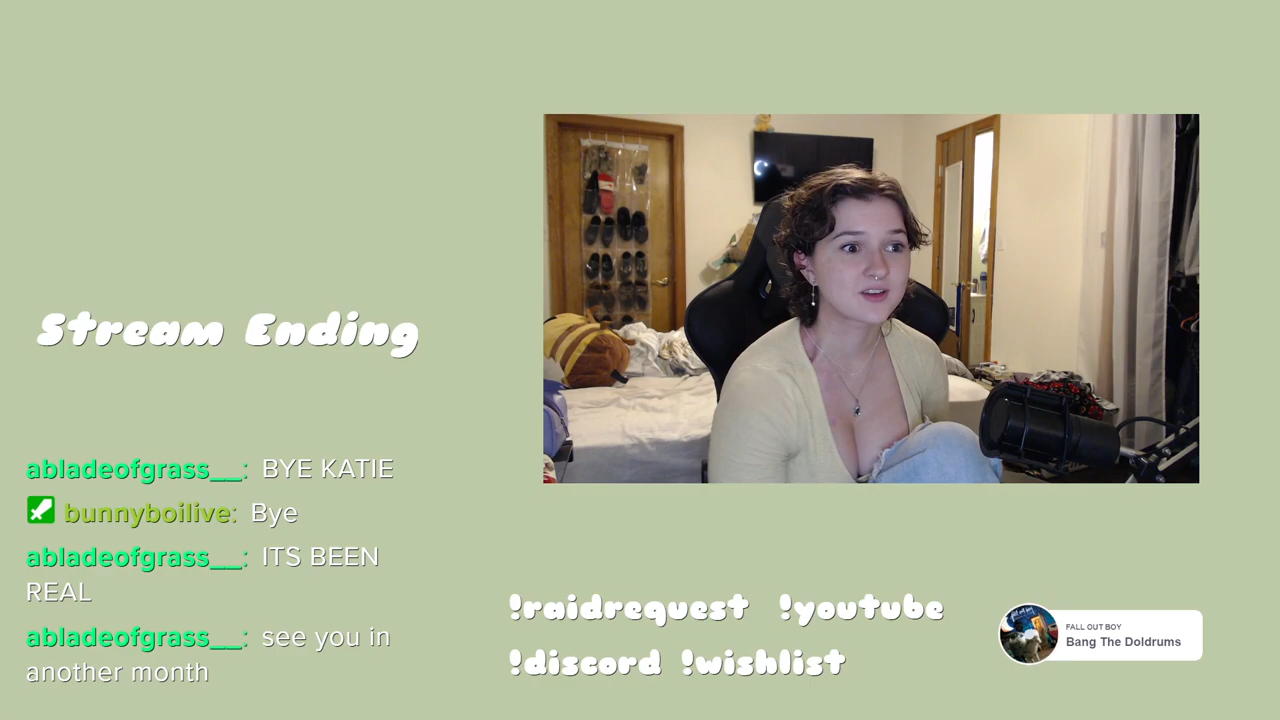 Stream Ending
abladeofgrass__: BYE KATIE
bunnyboilive: Bye
abladeofgrass__: ITS BEEN
REAL
abladeofgrass__: see you in
another month
!raidrequest !youtube
!discord !wishlist
FALL OUT BOY
Bang The Doldrums